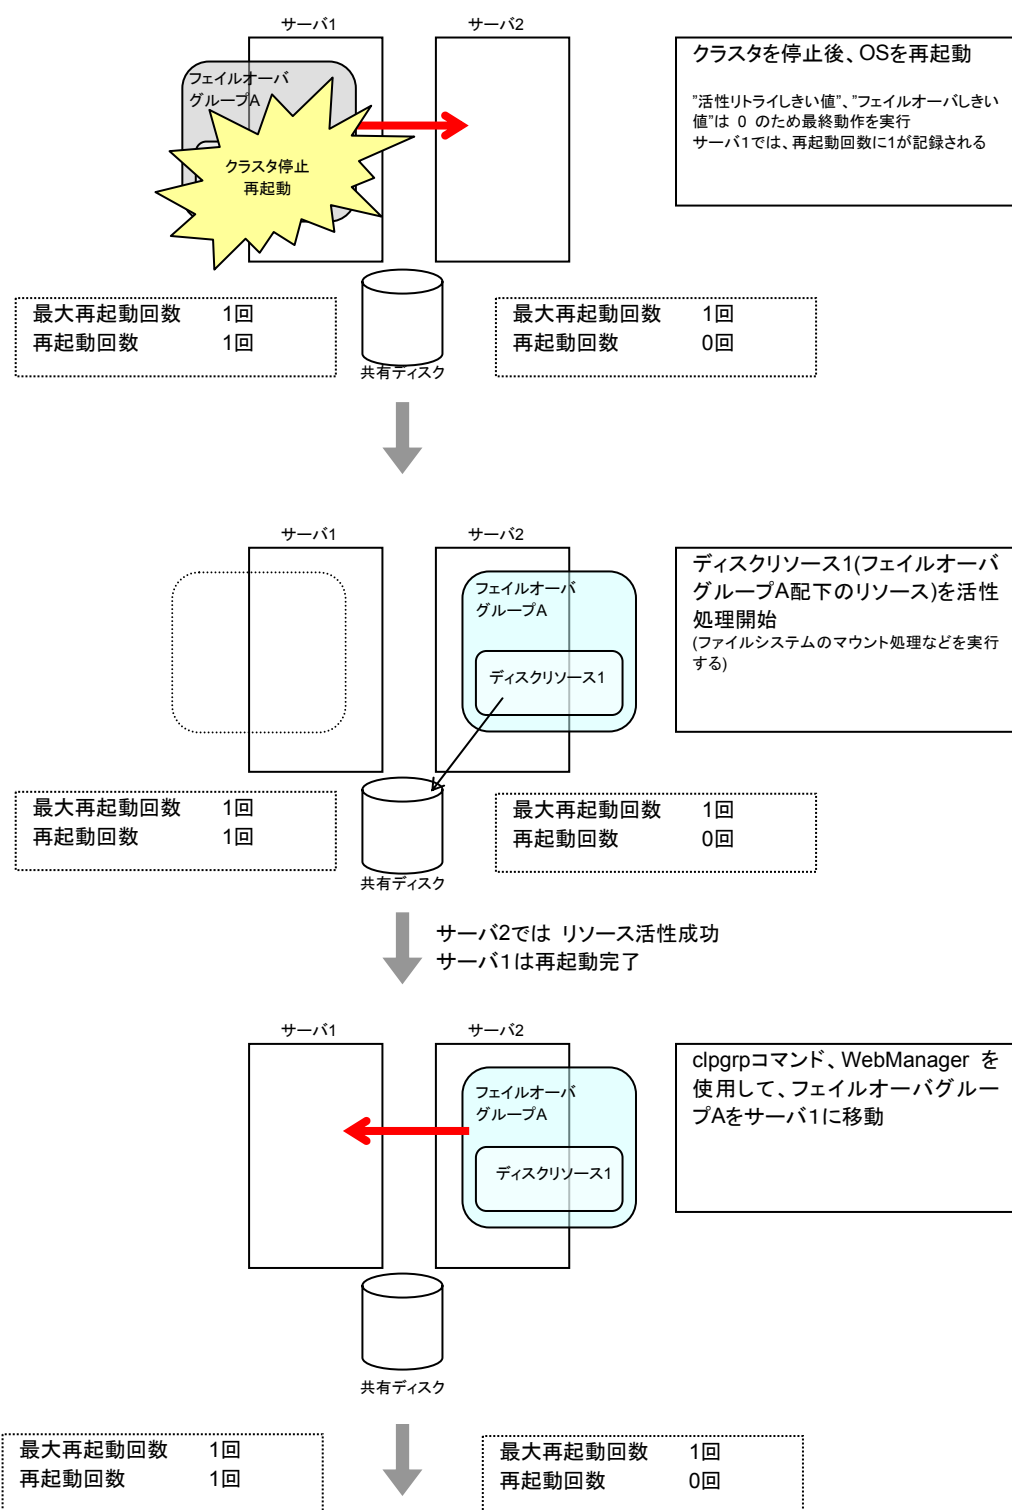 サーバ1
サーバ2
フェイルオーバ
グループA
クラスタ停止
再起動
クラスタを停止後、OSを再起動
"活性リトライしきい値"、"フェイルオーバしきい
値"は 0 のため最終動作を実行
サーバ1では、再起動回数に1が記録される
最大再起動回数 1回
再起動回数 1回
共有ディスク
最大再起動回数 1回
再起動回数 0回
サーバ1
サーバ2
フェイルオーバ
グループA
ディスクリソース1
ディスクリソース1(フェイルオーバ
グループA配下のリソース)を活性
処理開始
(ファイルシステムのマウント処理などを実行
する)
最大再起動回数 1回
再起動回数 1回
共有ディスク
最大再起動回数 1回
再起動回数 0回
サーバ2では リソース活性成功
サーバ1は再起動完了
サーバ1
サーバ2
フェイルオーバ
グループA
ディスクリソース1
clpgrpコマンド、WebManager を
使用して、フェイルオーバグルー
プAをサーバ1に移動
共有ディスク
最大再起動回数 1回
再起動回数 1回
最大再起動回数 1回
再起動回数 0回